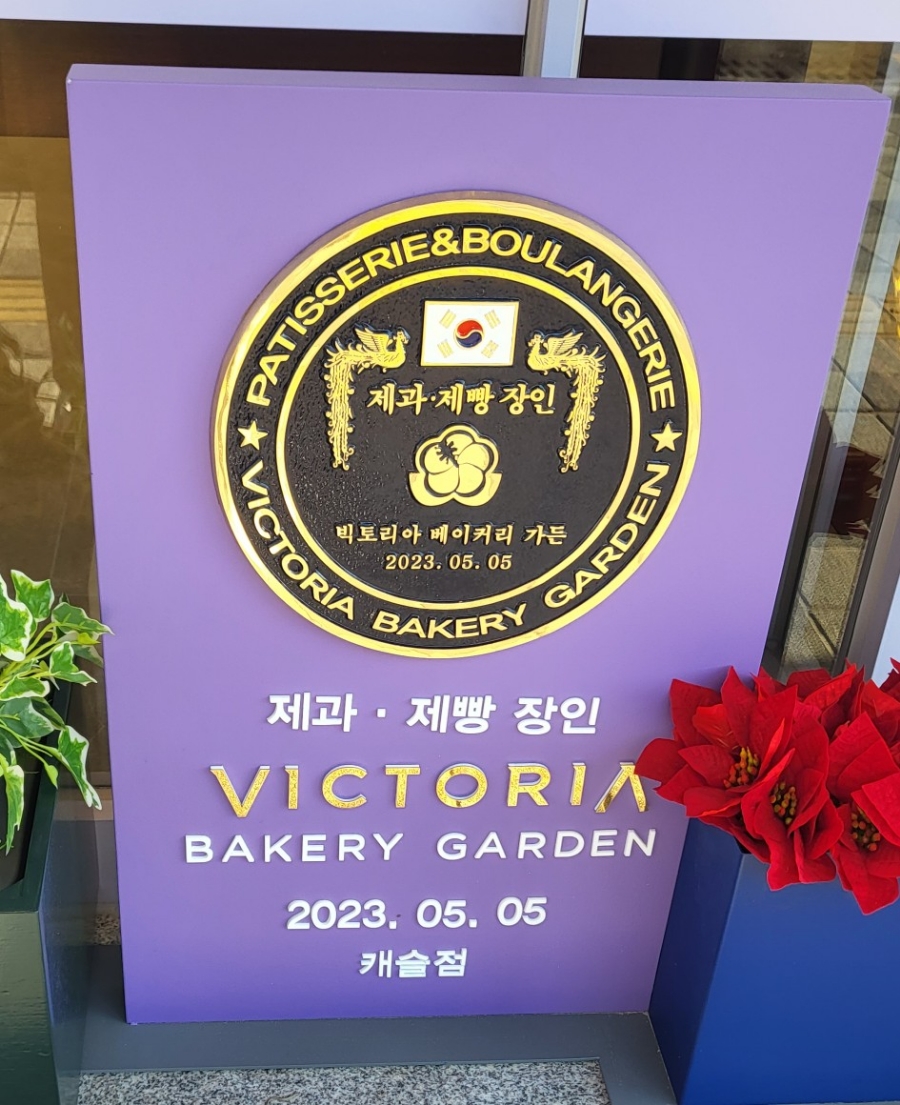 PATISSERIE&BOULANGERIE
제과·제빵 장인
빅토리아 베이커리 가든
2023. 05. 05
VICTORIA BAKERY GARDEN
제과 · 제빵 장인
VICTORIA
BAKERY GARDEN
2023. 05. 05
캐슬점